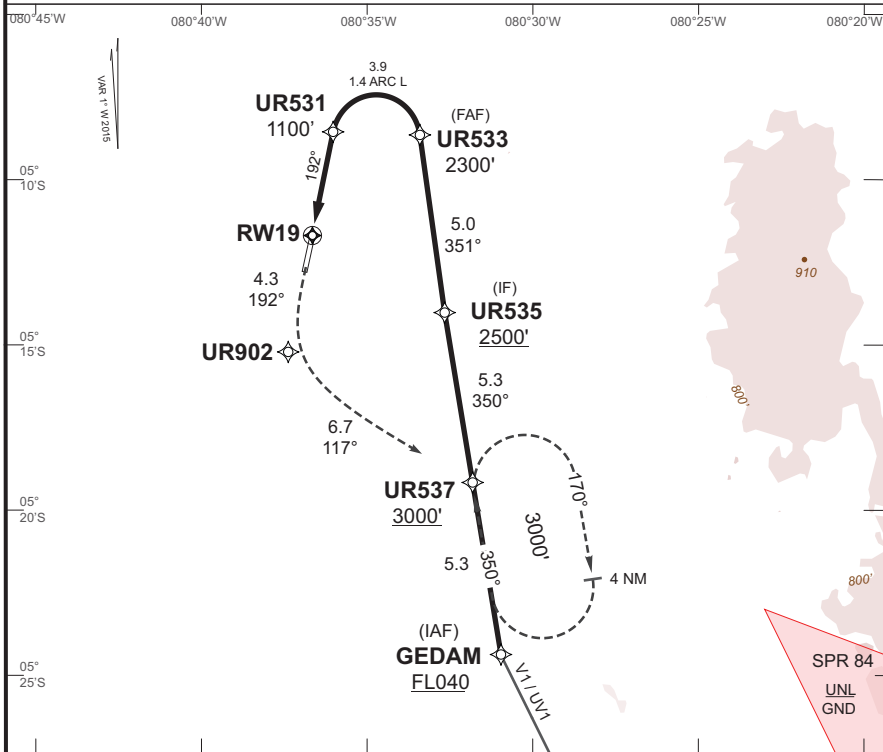 080°45'W
080°40'W
080°35'W
080°30'W
080°25'W
080°20'W
VAR 1° W 2015
3.9
1.4 ARC L
UR531
1100'
(FAF)
UR533
2300'
192°
05°
10'S
RW19
5.0
351°
910
4.3
192°
(IF)
UR535
2500'
05°
15'S
UR902
5.3
350°
800'
6.7
117°
UR537
3000'
170°
3000'
05°
20'S
5.3
350°
4 NM
800'
(IAF)
GEDAM
FL040
V1 / UV1
05°
25'S
SPR 84
UNL
GND